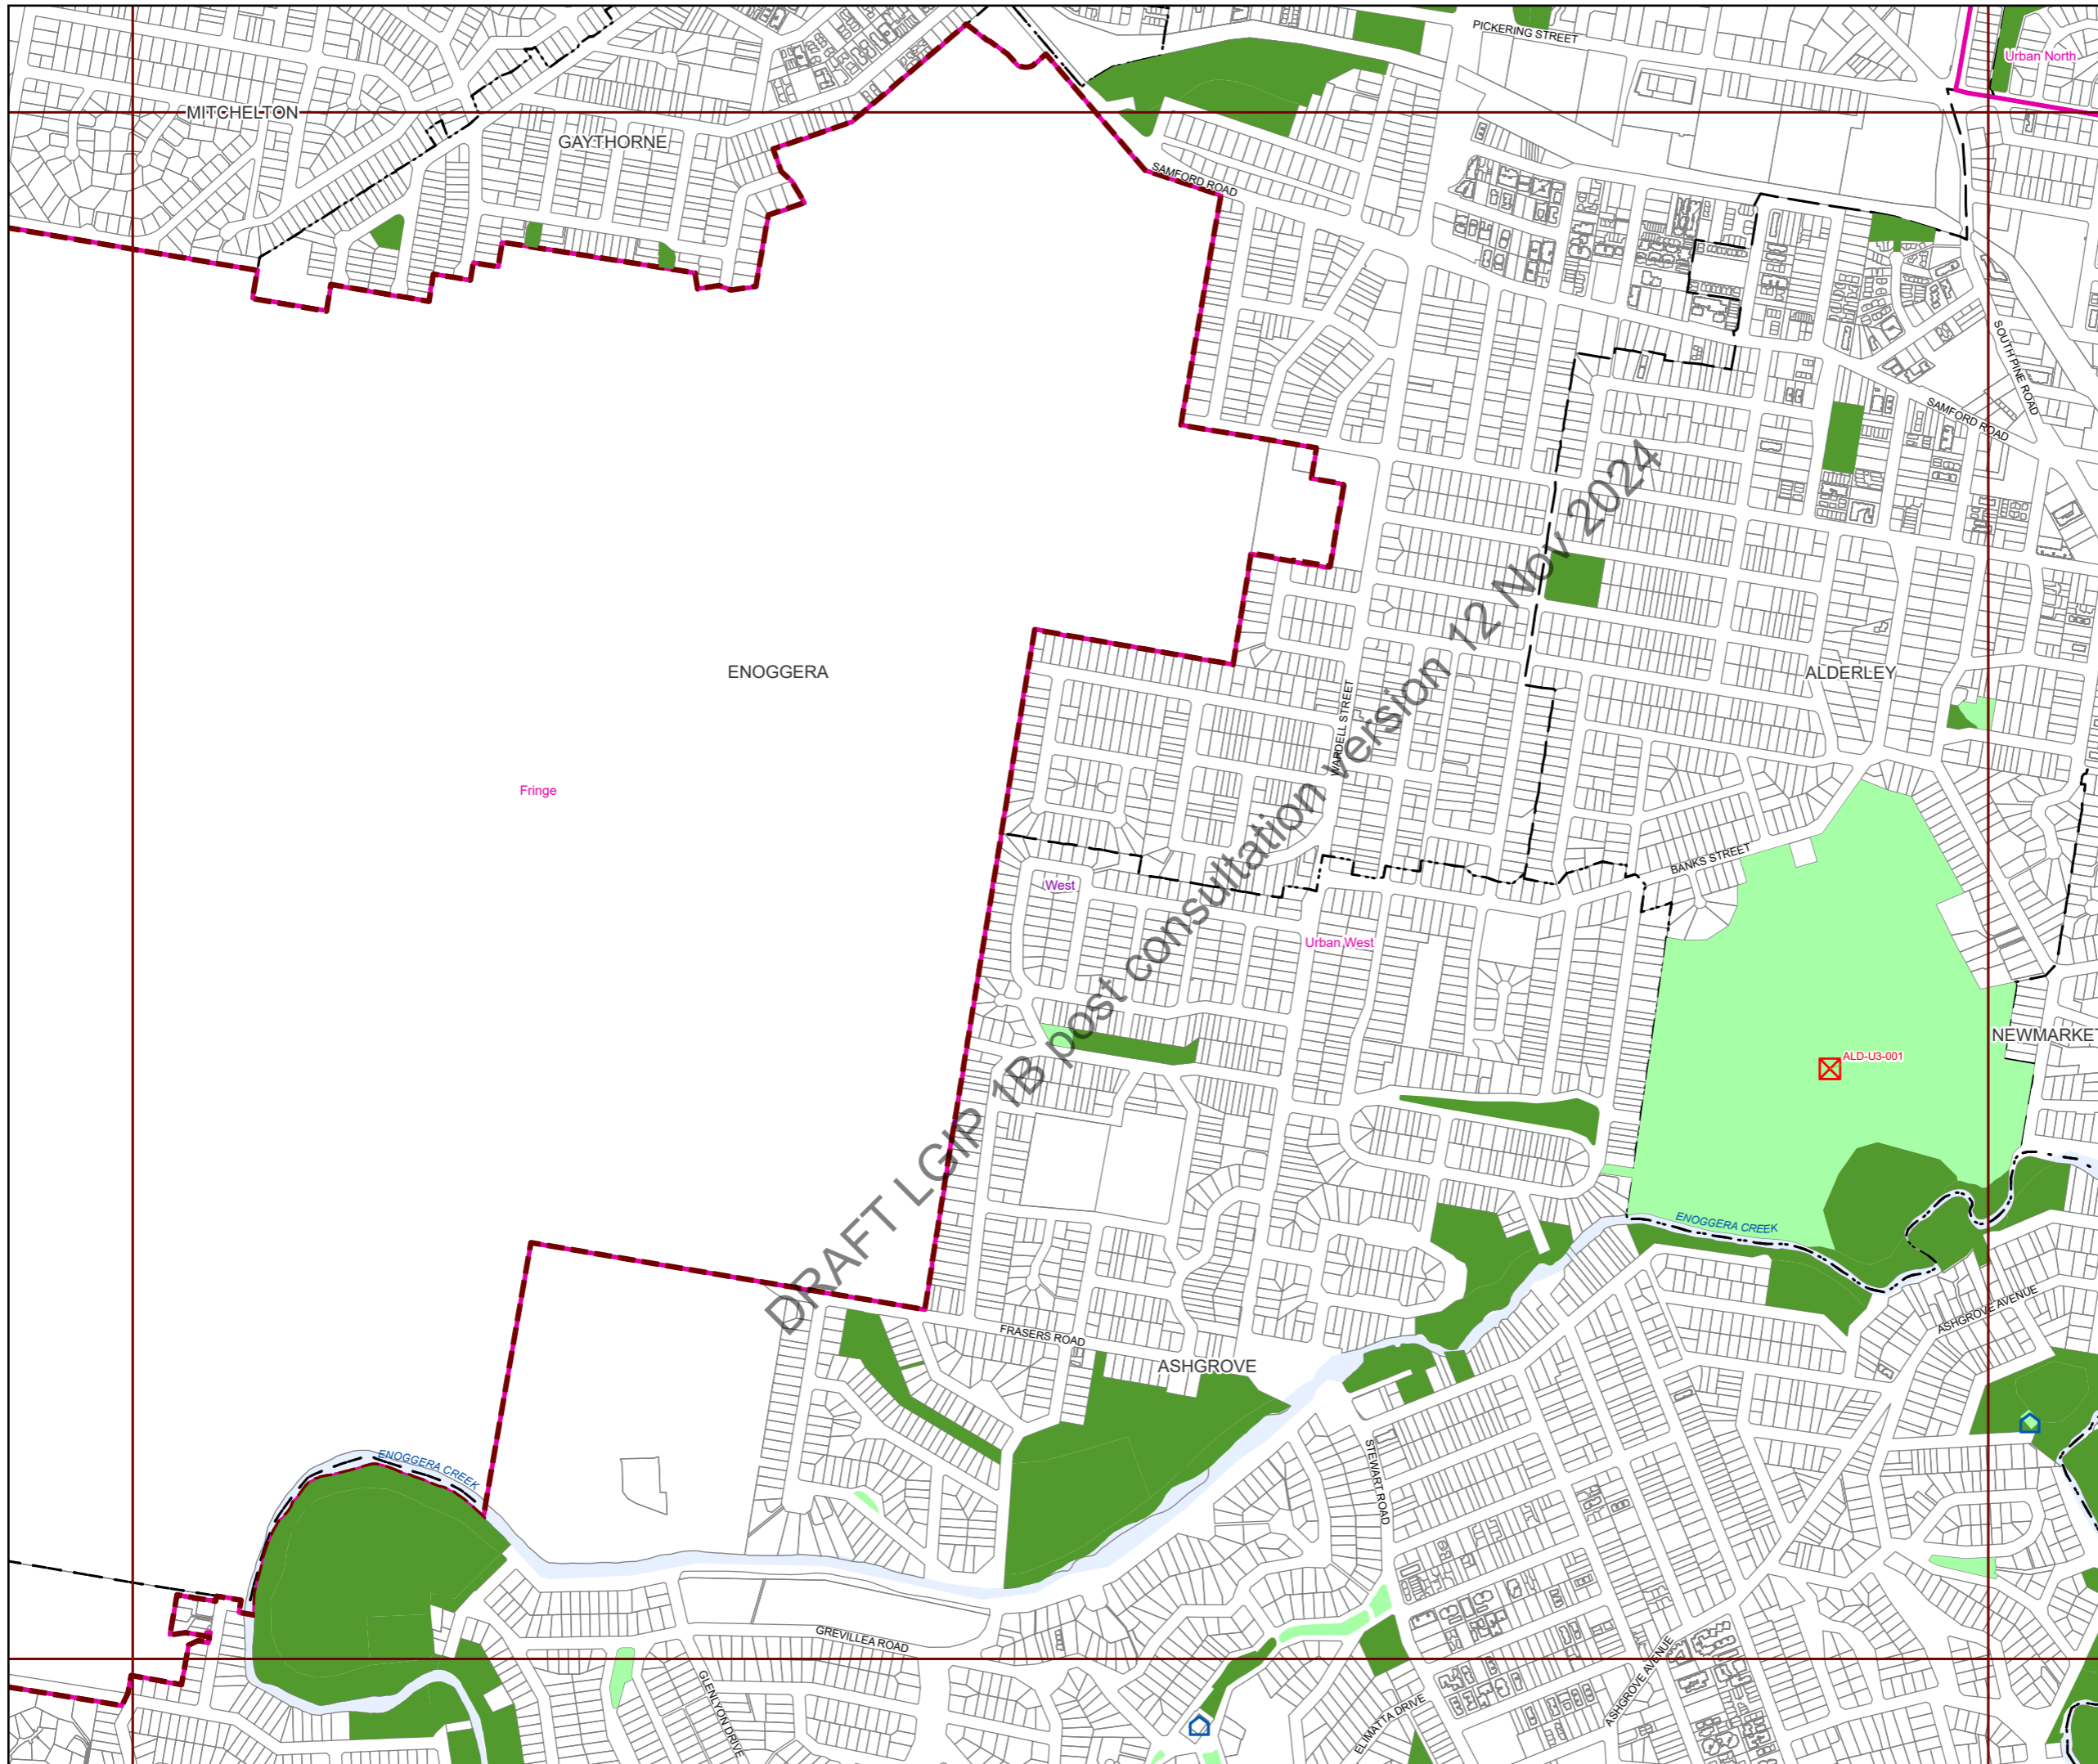 PICKERING STREET
Urban North
MITCHELTON
GAYTHORNE
SAMFORD ROAD
SOUTH PINE ROAD
SAMFORD ROAD
ENOGGERA
ALDERLEY
WARDELL STREET
Fringe
BANKS STREET
West
Urban West
DRAFT LGIP 1B post consultation version 12 Nov 2024
NEWMARKE
ALD-U3-001
ENOGGERA CREEK
ASHGROVE AVENUE
FRASERS ROAD
ASHGROVE
ENOGGERA CREEK
STEWART ROAD
GREVILLEA ROAD
GLENLYON DRIVE
ELIMATTA DRIVE
ASHGROVE AVENUE